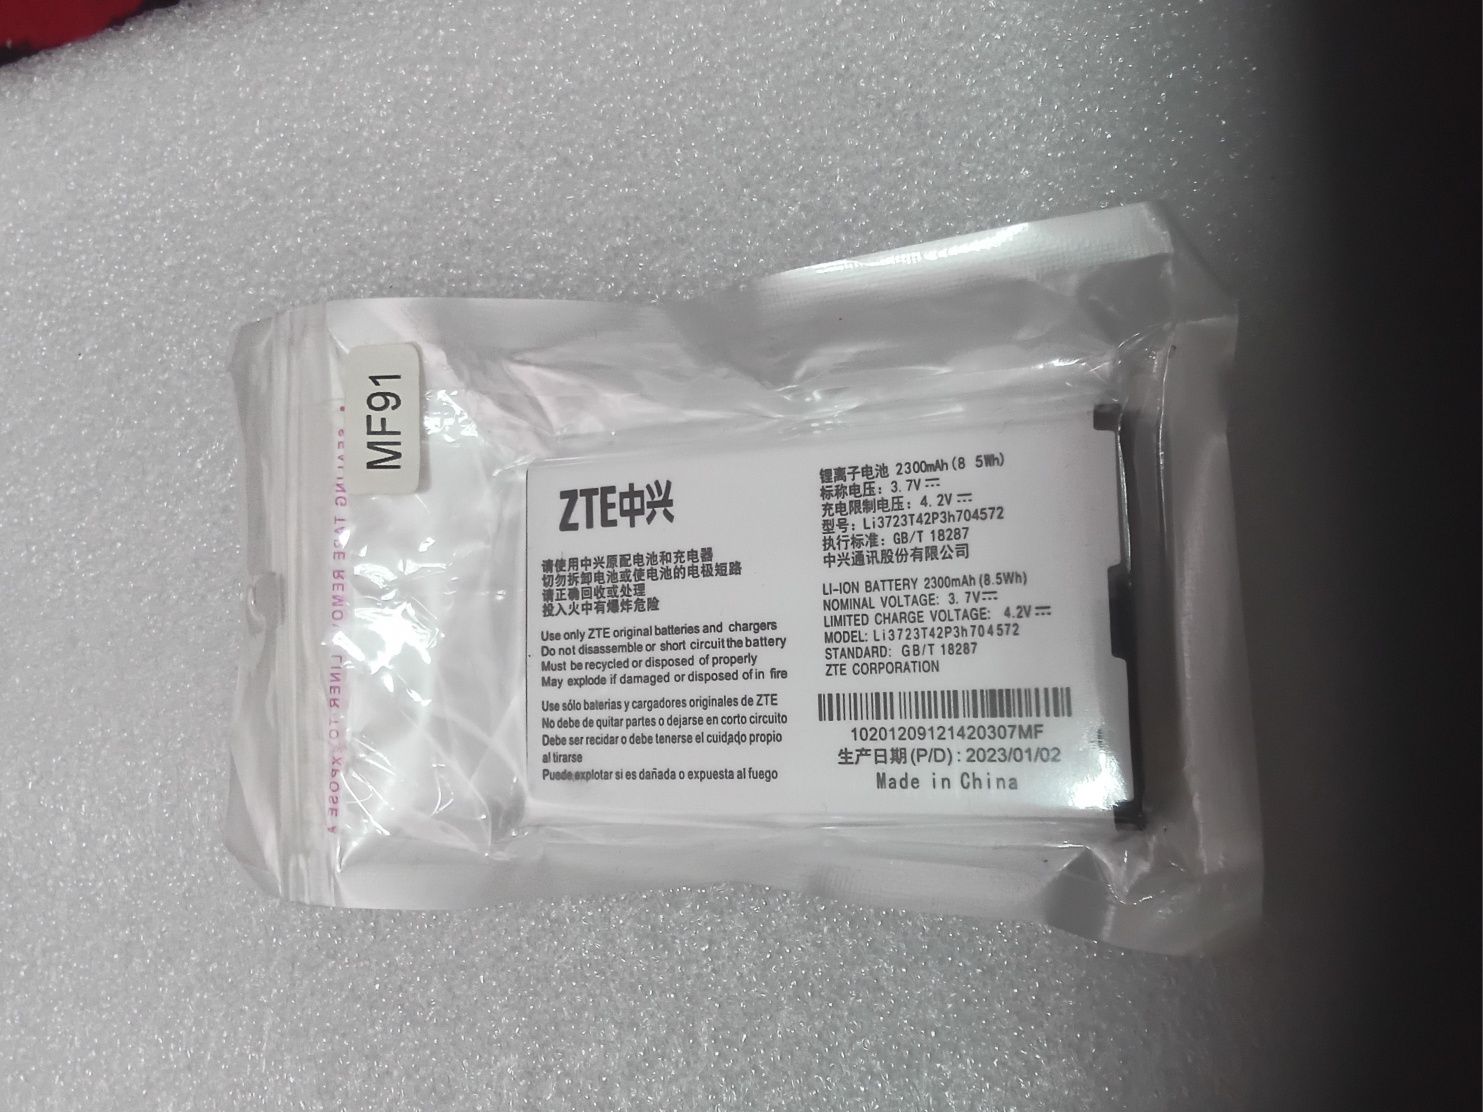 MF91
SEALING TAPE REMO
LINER TO EXPOSE A
ZTE中兴
请使用中兴原配电池和充电器
切勿拆卸电池或使电池的电极短路
请正确回收或处理
投入火中有爆炸危险
Use only ZTE original batteries and chargers
Do not disassemble or short circuit the battery
Must be recycled or disposed of properly
May explode if damaged or disposed of in fire
Use sólo baterias y cargadores originales de ZTE
No debe de quitar partes o dejarse en corto circuito
Debe ser recidar o debe tenerse el cuidado propio
al tirarse
Puede explotar si es dañada o expuesta al fuego
锂离子电池 2300mAh(8 5Wh)
标称电压: 3.7V
充电限制电压: 4.2V
型号: Li3723T42P3h704572
执行标准: GB/T 18287
中兴通讯股份有限公司
LI-ION BATTERY 2300mAh(8.5Wh)
NOMINAL VOLTAGE: 3.7V
LIMITED CHARGE VOLTAGE: 4.2V
MODEL: Li3723T42P3h704572
STANDARD: GB/T 18287
ZTE CORPORATION
10201209121420307MF
生产日期(P/D): 2023/01/02
Made in China